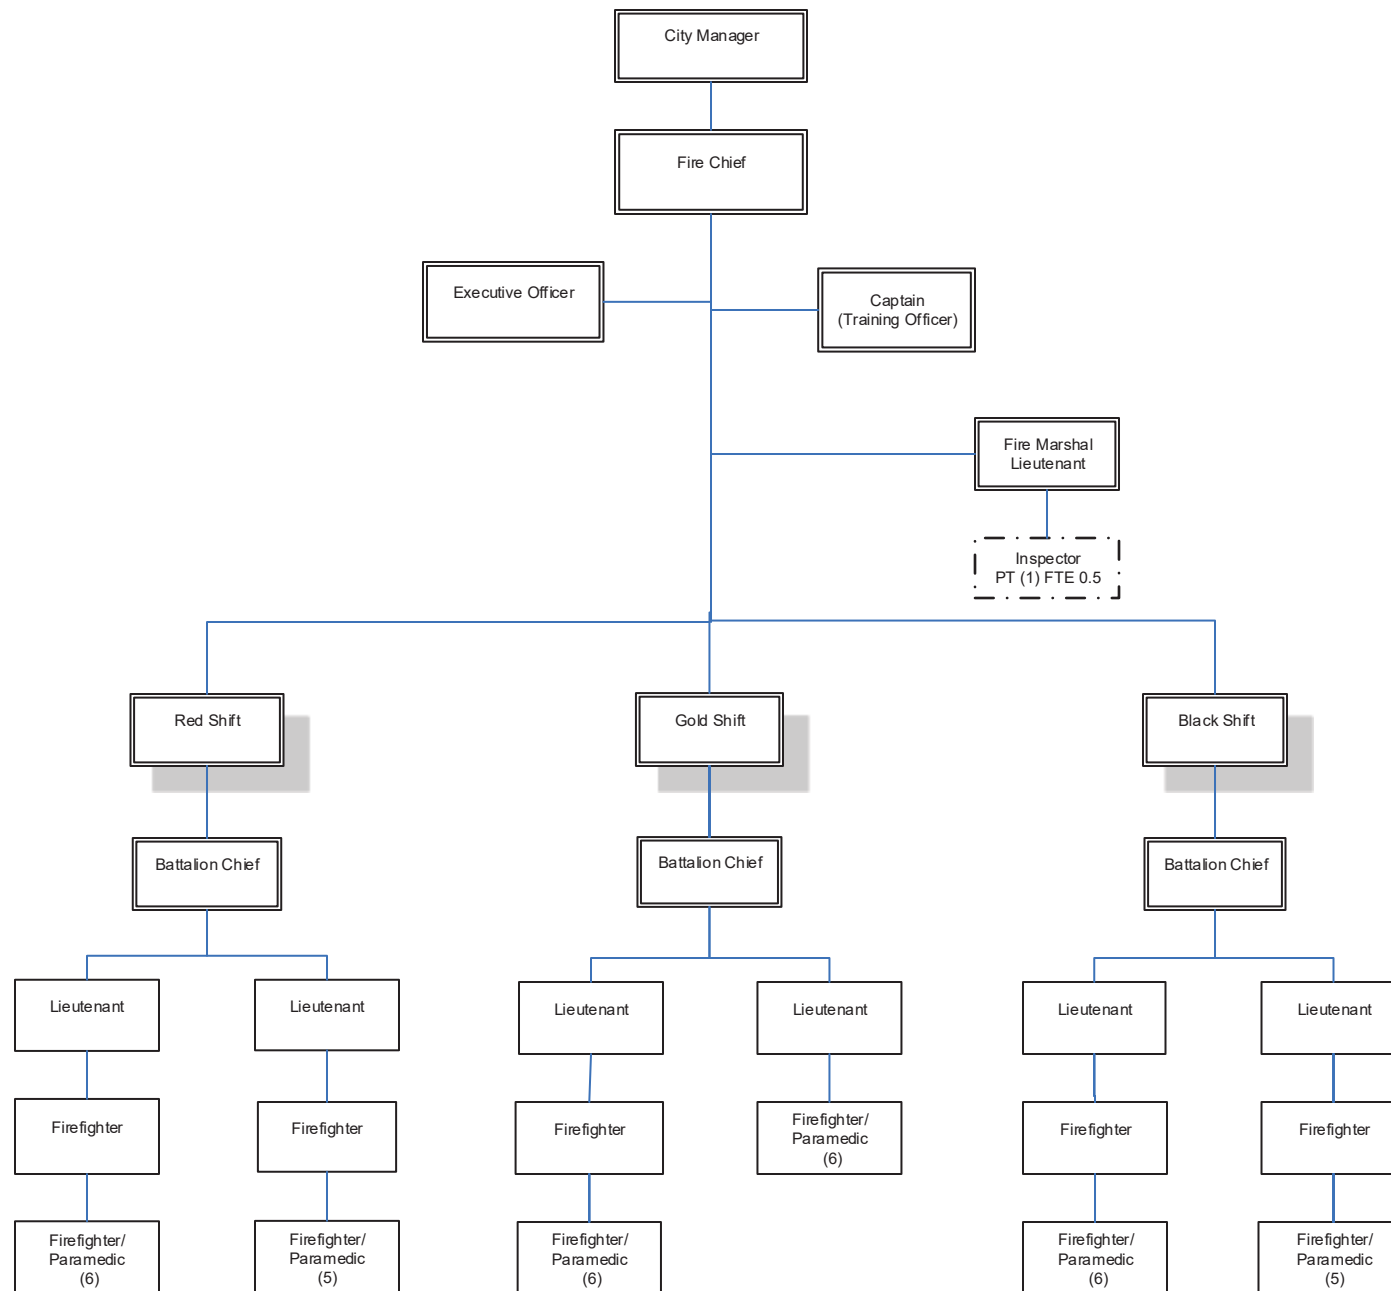 City Manager
Fire Chief
Executive Officer
Captain
(Training Officer)
Fire Marshal
Lieutenant
Inspector
PT (1) FTE 0.5
Red Shift
Gold Shift
Black Shift
Battalion Chief
Battalion Chief
Battalion Chief
Lieutenant
Lieutenant
Lieutenant
Lieutenant
Lieutenant
Lieutenant
Firefighter
Firefighter
Firefighter
Firefighter/
Paramedic
(6)
Firefighter
Firefighter
Firefighter/
Paramedic
(6)
Firefighter/
Paramedic
(5)
Firefighter/
Paramedic
(6)
Firefighter/
Paramedic
(6)
Firefighter/
Paramedic
(5)